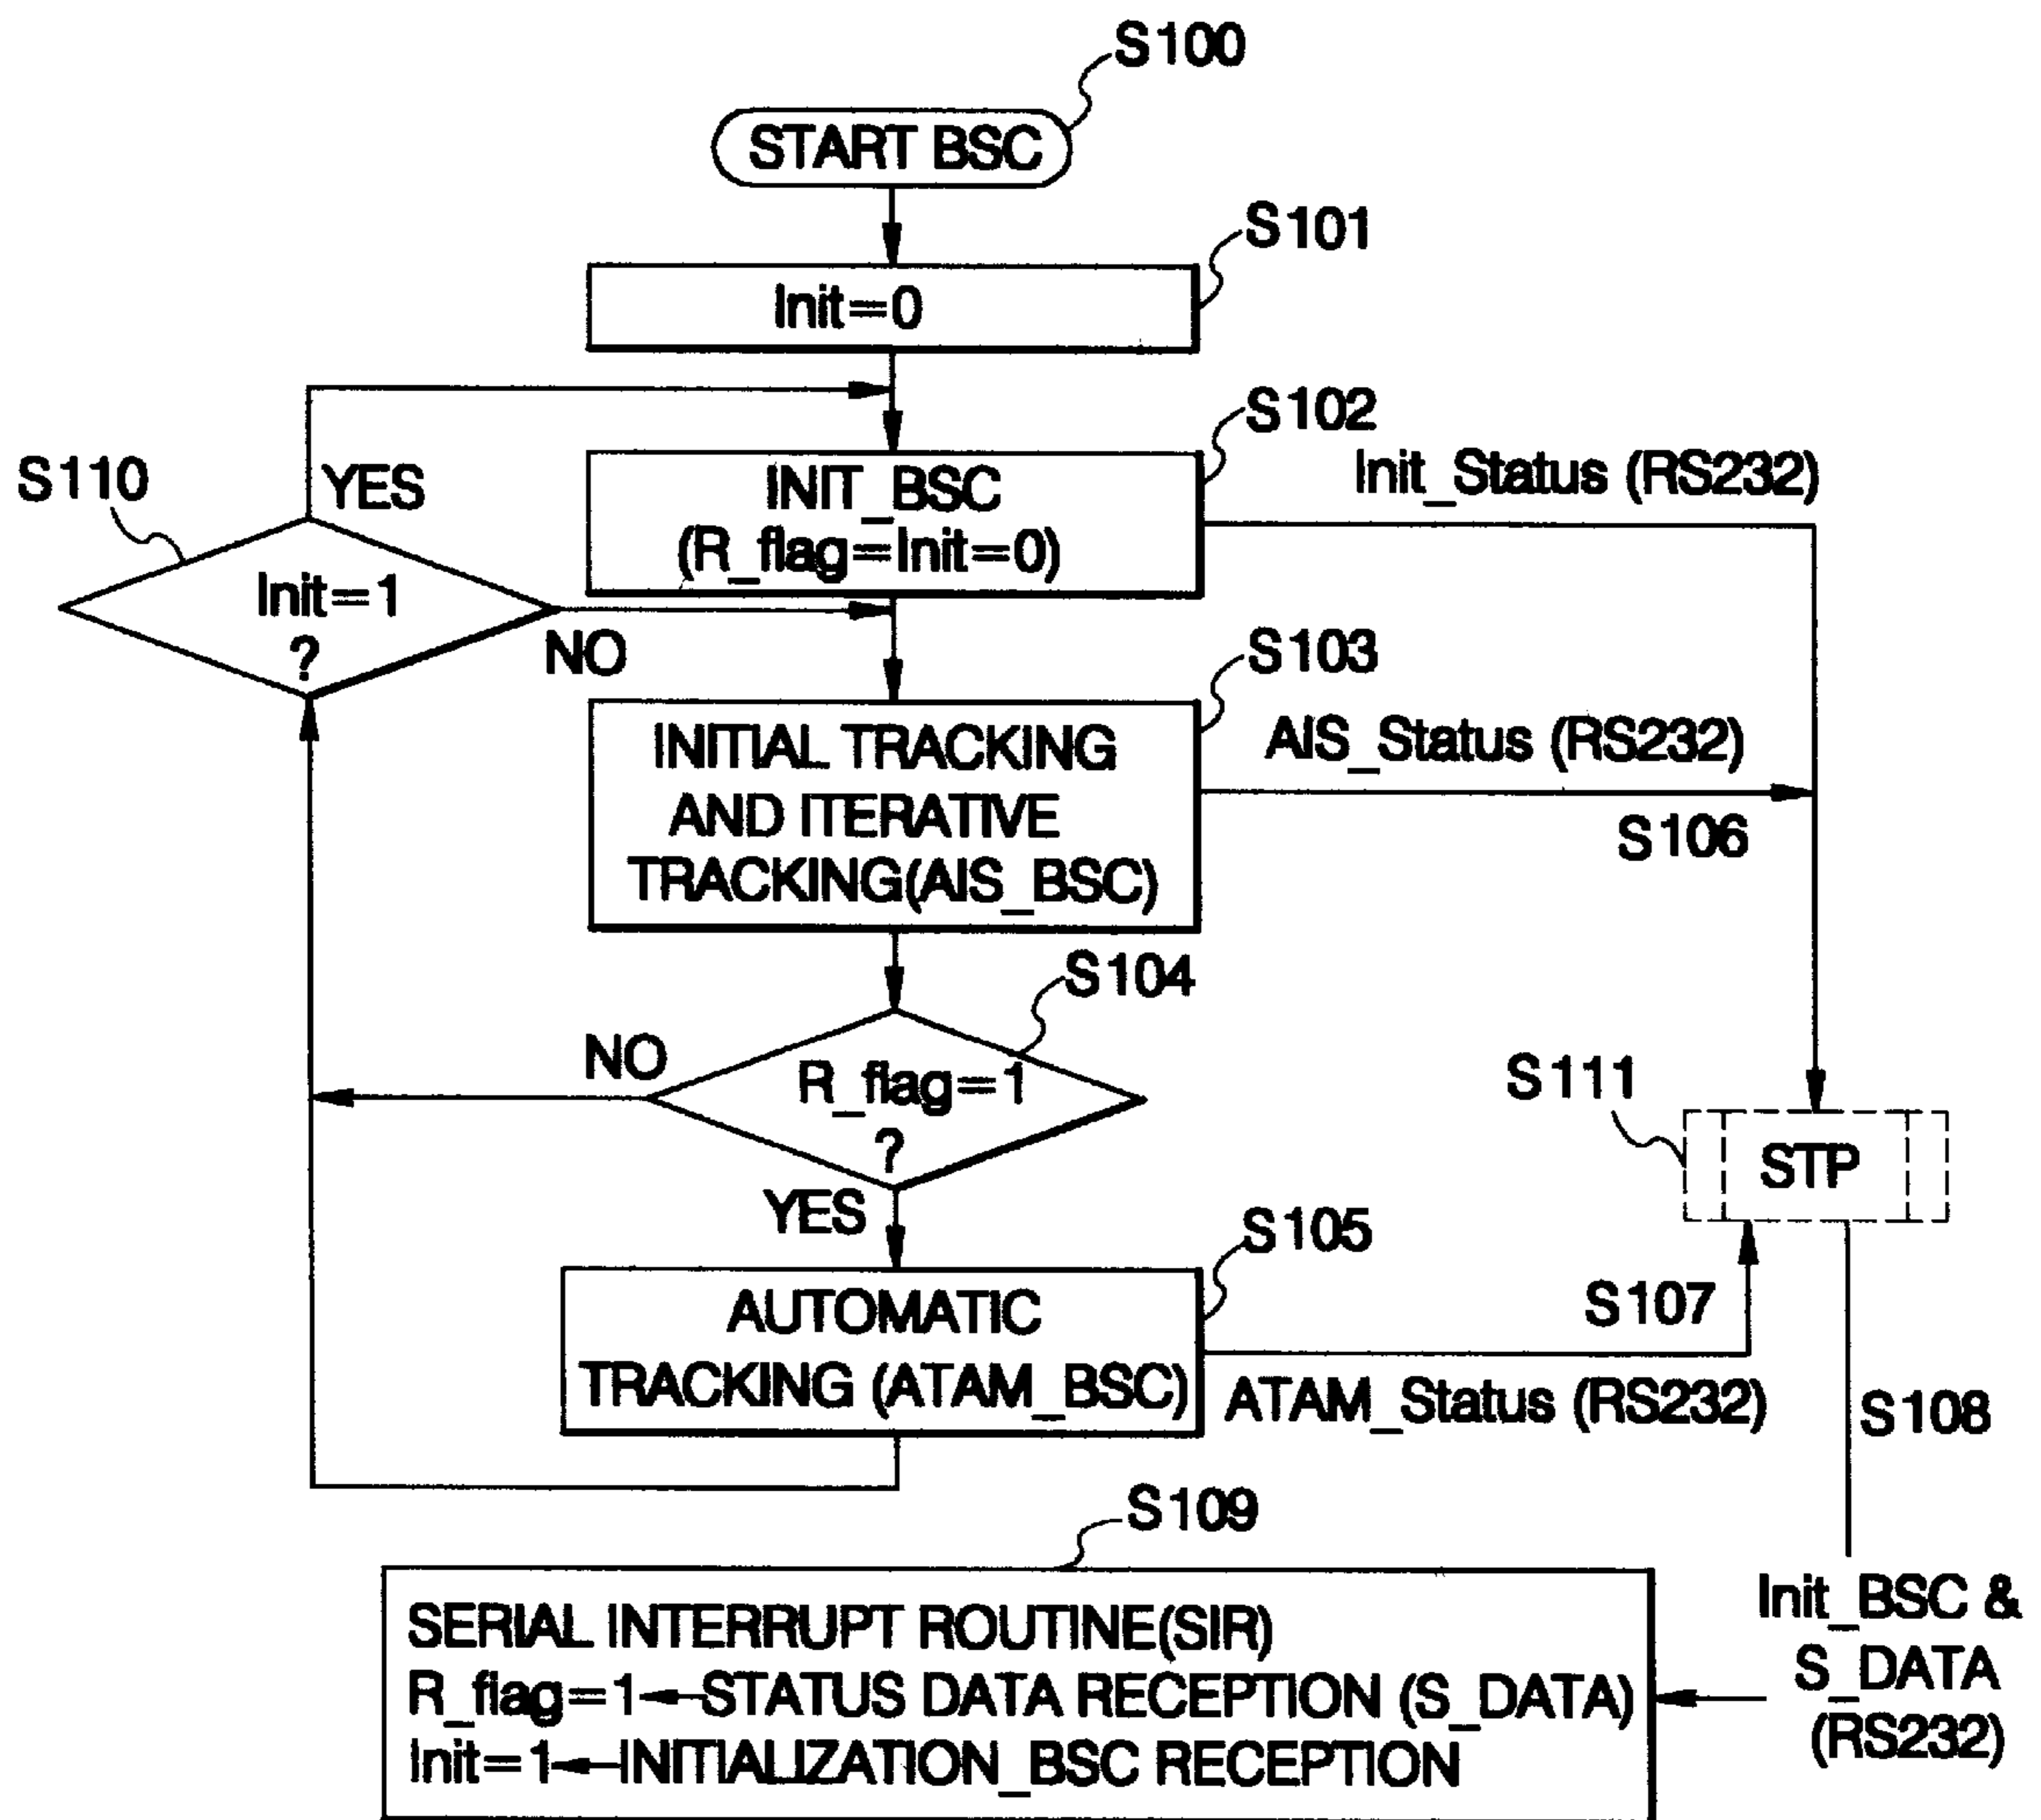 S100
START BSC
S101
Init=0
S102
S110
YES
INIT_BSC
(R_flag=Init=0)
Init_Status (RS232)
Init=1
?
NO
S103
INITIAL TRACKING
AND ITERATIVE
TRACKING(AIS_BSC)
AIS_Status (RS232)
S106
S104
NO
R_flag=1
?
YES
S111
STP
S105
AUTOMATIC
TRACKING (ATAM_BSC)
S107
ATAM_Status (RS232)
S108
S109
SERIAL INTERRUPT ROUTINE(SIR)
R_flag=1←STATUS DATA RECEPTION (S_DATA)
Init=1←INITIALIZATION_BSC RECEPTION
Init_BSC &
S_DATA
(RS232)